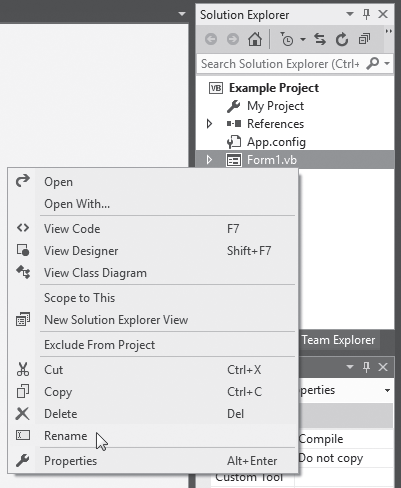 Solution Explorer
Search Solution Explorer (Ctrl+
VB Example Project
My Project
References
App.config
Form1.vb
Open
Open With...
View Code F7
View Designer Shift+F7
View Class Diagram
Scope to This
New Solution Explorer View
Exclude From Project
Cut Ctrl+X
Copy Ctrl+C
Delete Del
Rename
Properties Alt+Enter
Team Explorer
perties
Compile
Do not copy
Custom Tool